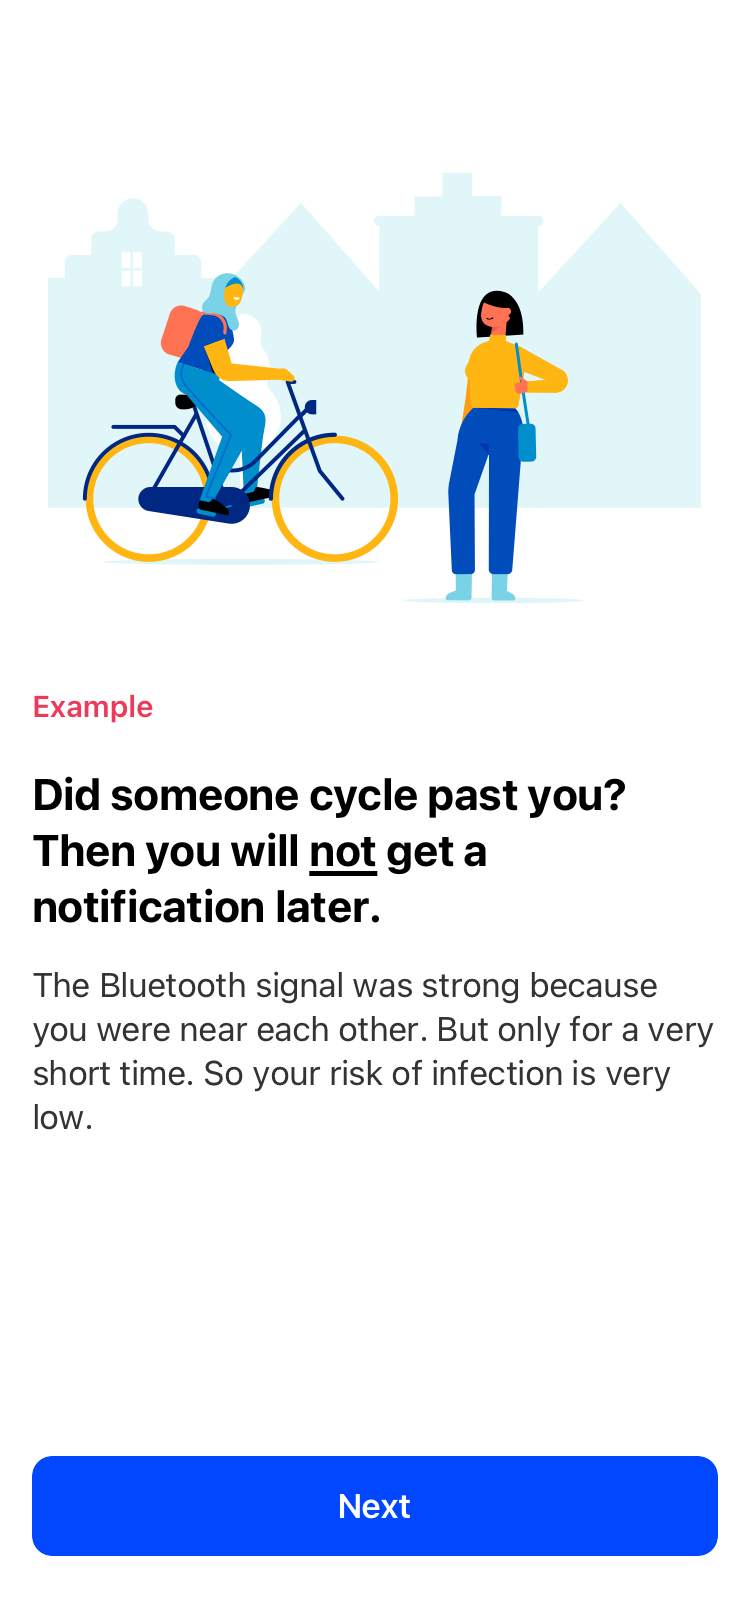 Example
Did someone cycle past you?
Then you will not get a
notification later.
The Bluetooth signal was strong because
you were near each other. But only for a very
short time. So your risk of infection is very
low.
Next